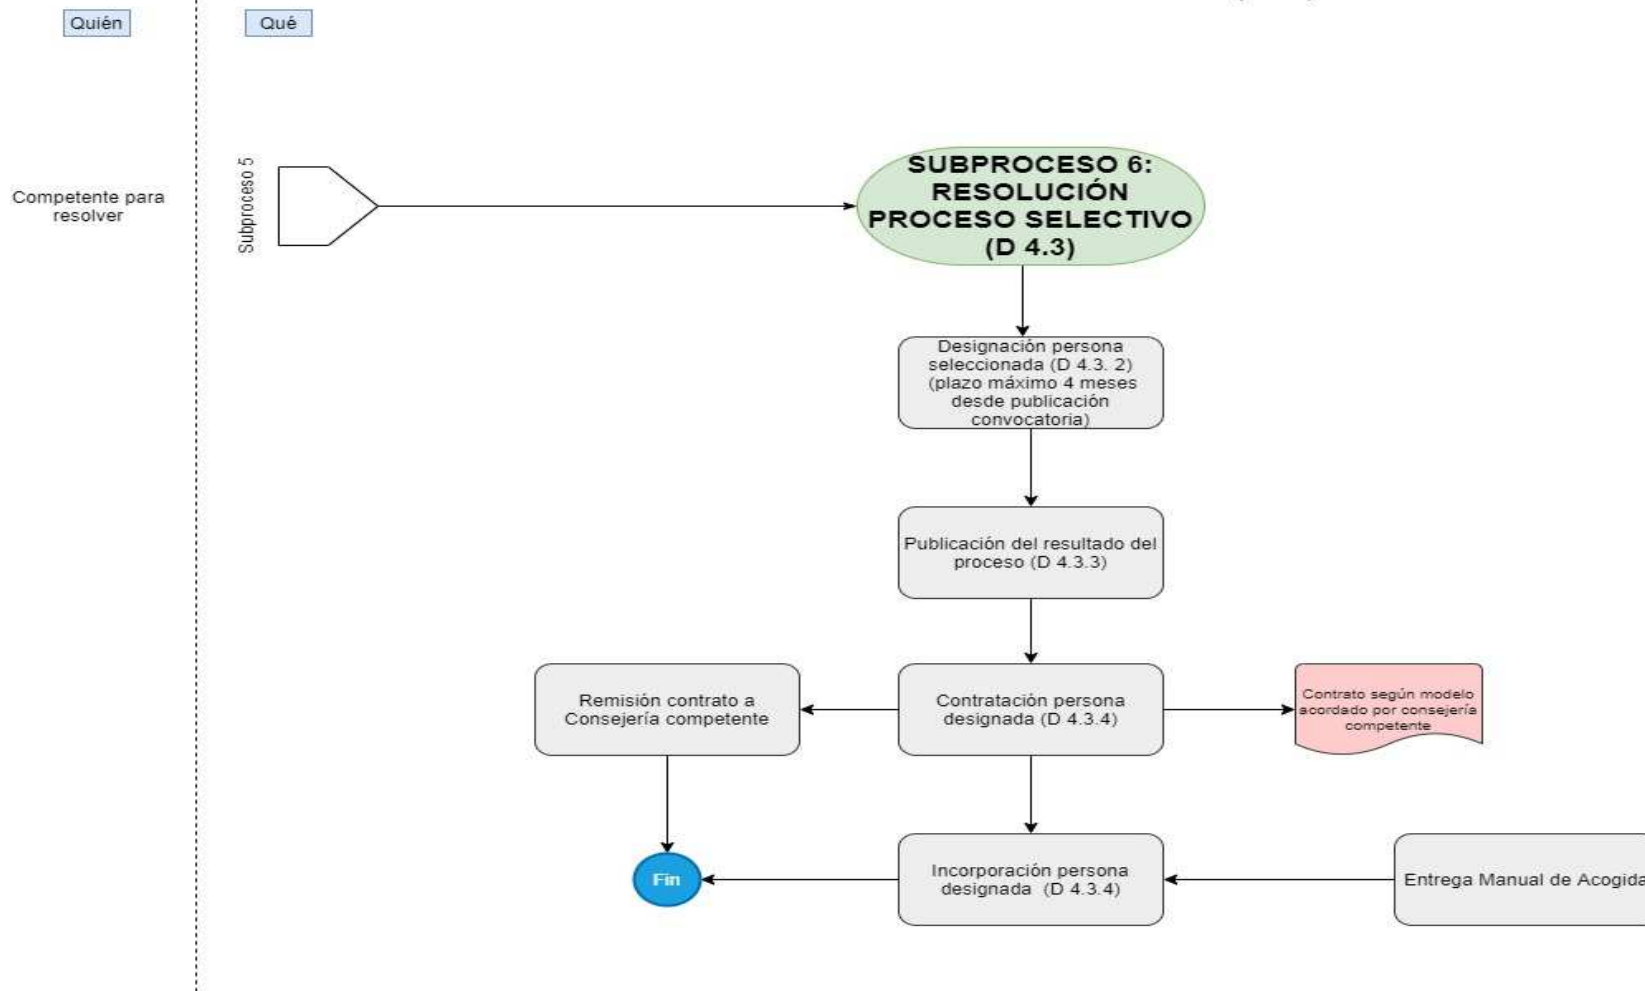 Quién
Qué
Subproceso 5
Competente para
resolver
SUBPROCESO 6:
RESOLUCIÓN
PROCESO SELECTIVO
(D 4.3)
Designación persona
seleccionada (D 4.3. 2)
(plazo máximo 4 meses
desde publicación
convocatoria)
Publicación del resultado del
proceso (D 4.3.3)
Remisión contrato a
Consejería competente
Contratación persona
designada (D 4.3.4)
Contrato según modelo
acordado por consejería
competente
Fin
Incorporación persona
designada  (D 4.3.4)
Entrega Manual de Acogida